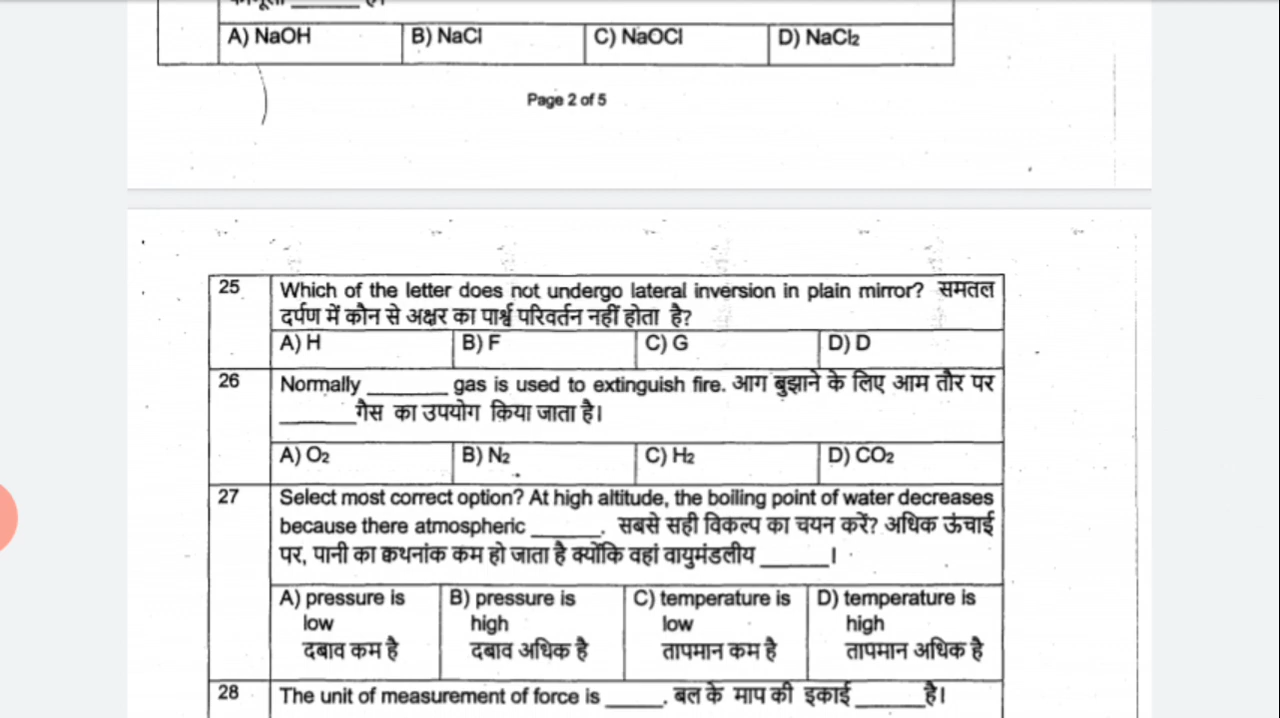 A) NaOH B) NaCl C) NaOCl D) NaCl₂
Page 2 of 5
25 Which of the letter does not undergo lateral inversion in plain mirror? समतल
दर्पण में कौन से अक्षर का पार्श्व परिवर्तन नहीं होता है?
A) H B) F C) G D) D
26 Normally ________ gas is used to extinguish fire. आग बुझाने के लिए आम तौर पर
________गैस का उपयोग किया जाता है।
A) O₂ B) N₂ C) H₂ D) CO₂
27 Select most correct option? At high altitude, the boiling point of water decreases
because there atmospheric _______. सबसे सही विकल्प का चयन करें? अधिक ऊंचाई
पर, पानी का क्वथनांक कम हो जाता है क्योंकि वहां वायुमंडलीय _______।
A) pressure is B) pressure is C) temperature is D) temperature is
low high low high
दबाव कम है दबाव अधिक है तापमान कम है तापमान अधिक है
28 The unit of measurement of force is ______. बल के माप की इकाई _______है।